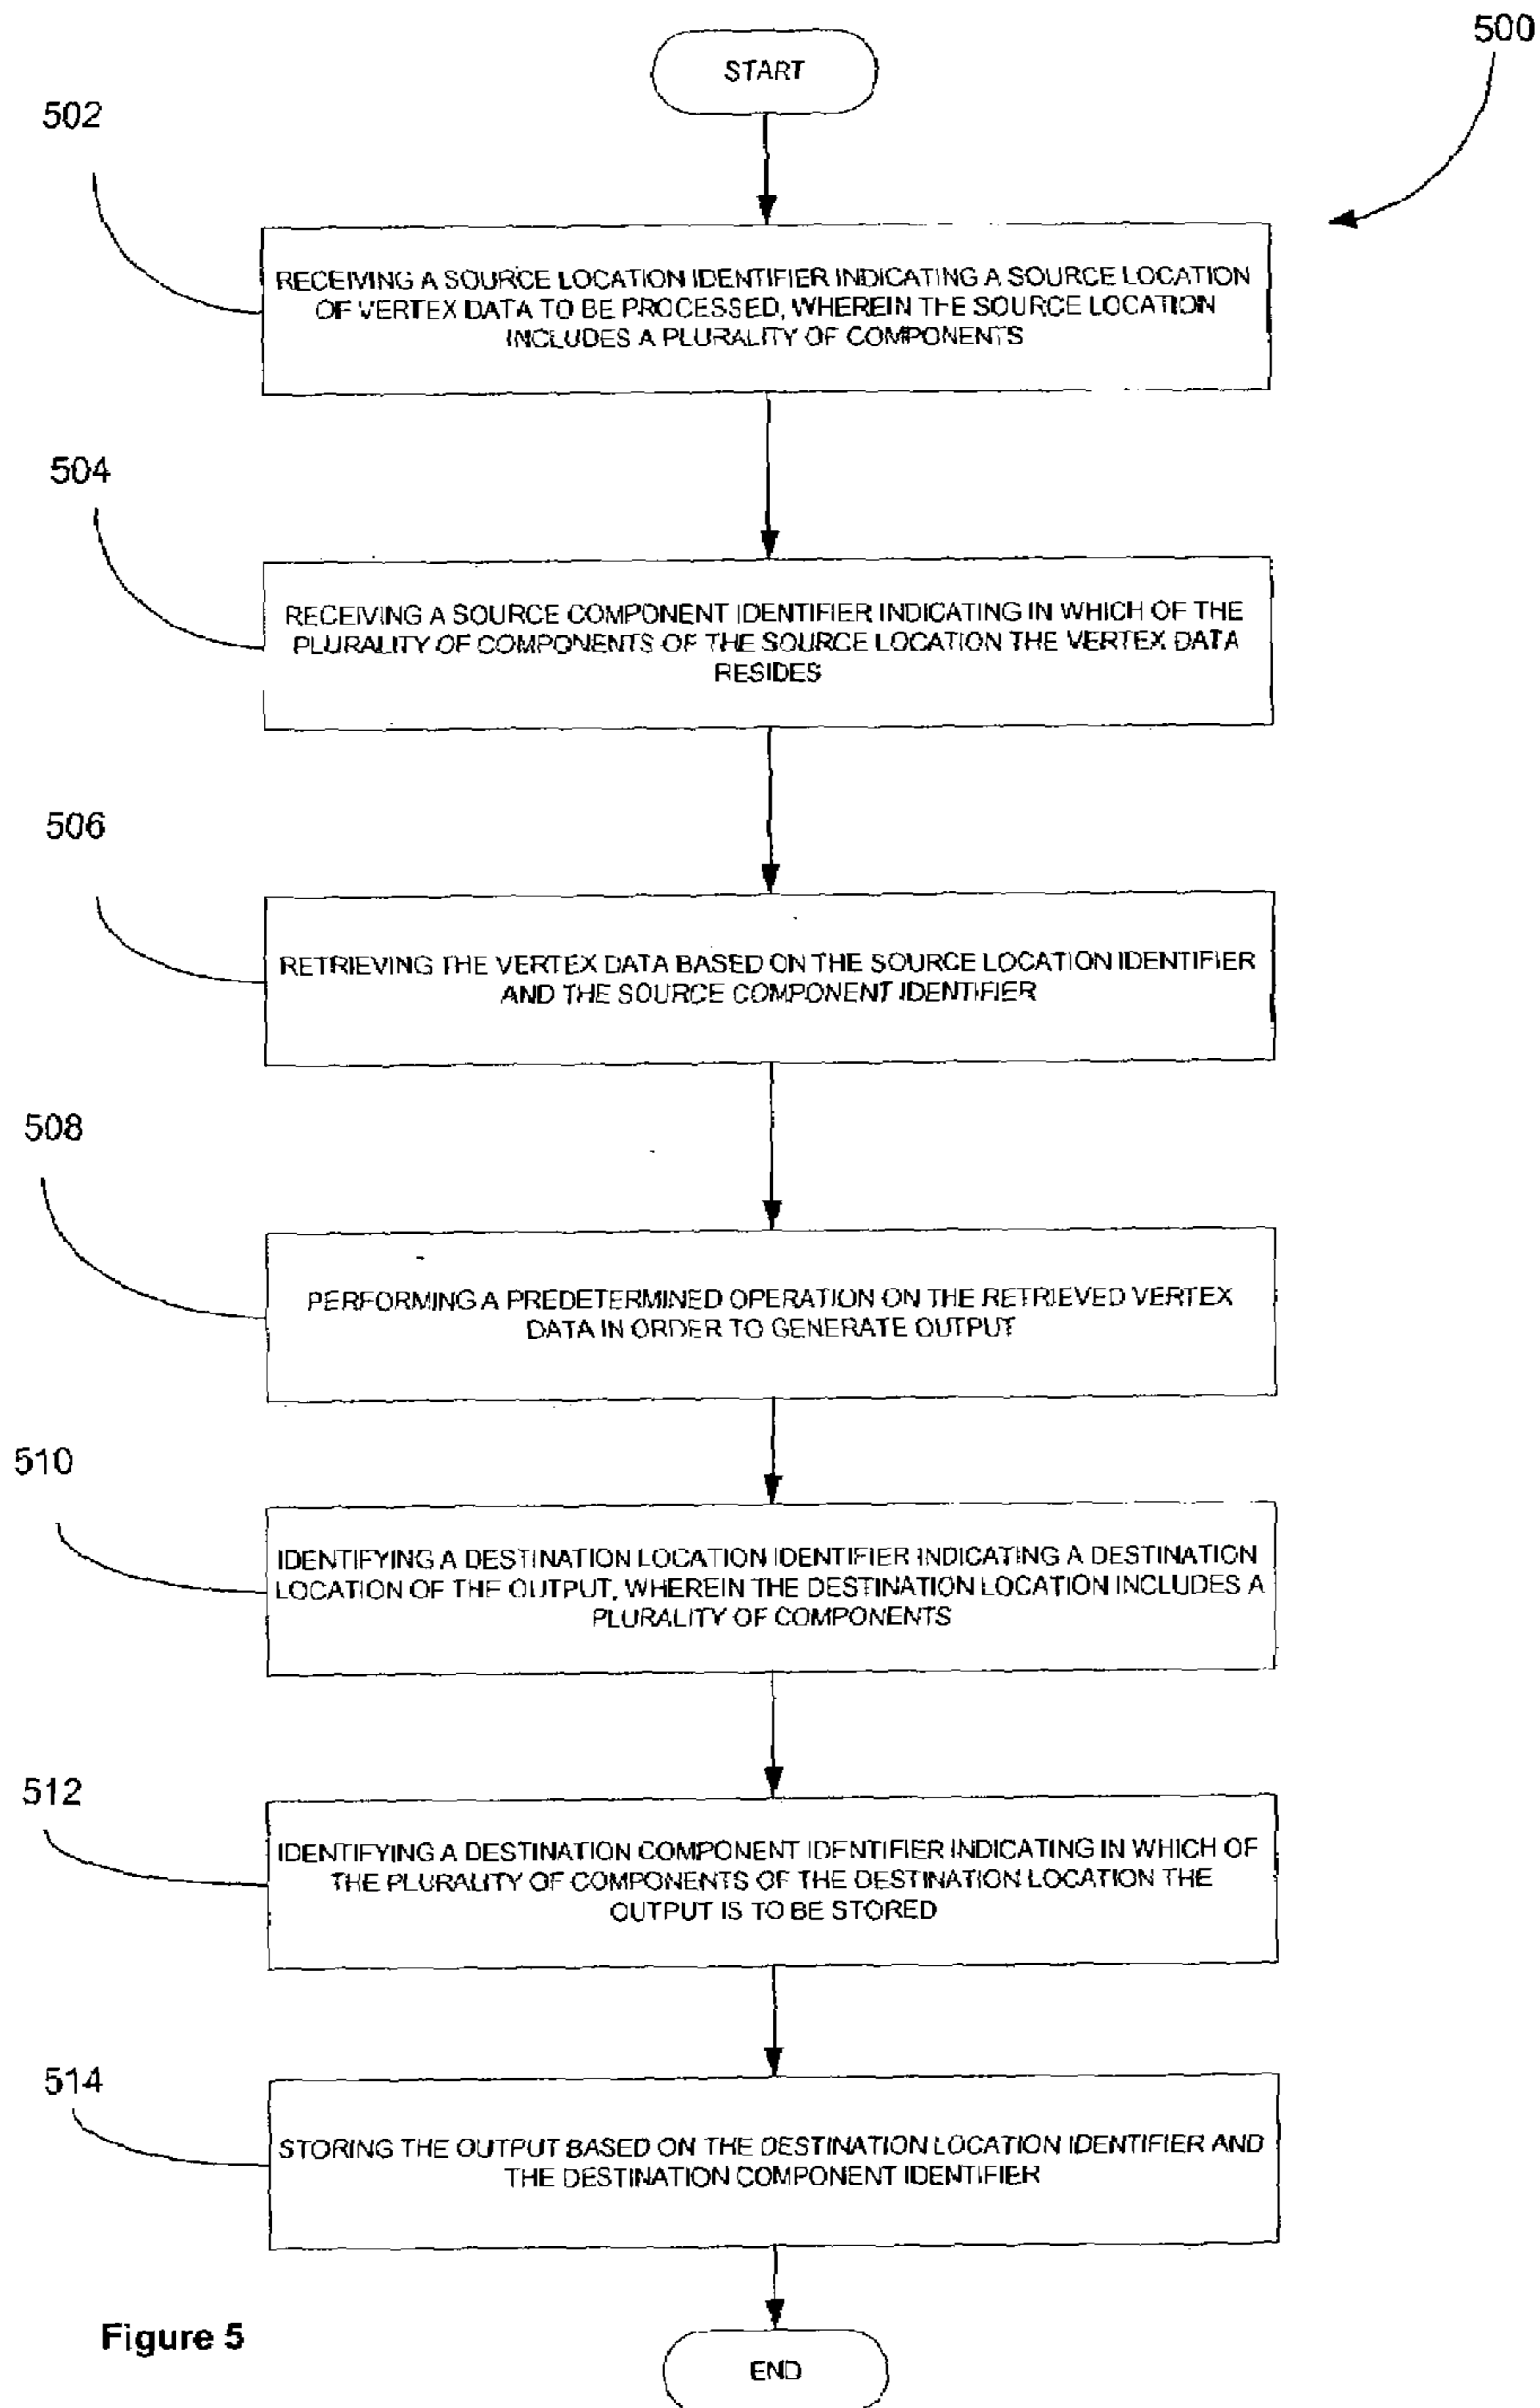 500
START
502
RECEIVING A SOURCE LOCATION IDENTIFIER INDICATING A SOURCE LOCATION
OF VERTEX DATA TO BE PROCESSED, WHEREIN THE SOURCE LOCATION
INCLUDES A PLURALITY OF COMPONENTS
504
RECEIVING A SOURCE COMPONENT IDENTIFIER INDICATING IN WHICH OF THE
PLURALITY OF COMPONENTS OF THE SOURCE LOCATION THE VERTEX DATA
RESIDES
506
RETRIEVING THE VERTEX DATA BASED ON THE SOURCE LOCATION IDENTIFIER
AND THE SOURCE COMPONENT IDENTIFIER
508
PERFORMING A PREDETERMINED OPERATION ON THE RETRIEVED VERTEX
DATA IN ORDER TO GENERATE OUTPUT
510
IDENTIFYING A DESTINATION LOCATION IDENTIFIER INDICATING A DESTINATION
LOCATION OF THE OUTPUT, WHEREIN THE DESTINATION LOCATION INCLUDES A
PLURALITY OF COMPONENTS
512
IDENTIFYING A DESTINATION COMPONENT IDENTIFIER INDICATING IN WHICH OF
THE PLURALITY OF COMPONENTS OF THE DESTINATION LOCATION THE
OUTPUT IS TO BE STORED
514
STORING THE OUTPUT BASED ON THE DESTINATION LOCATION IDENTIFIER AND
THE DESTINATION COMPONENT IDENTIFIER
Figure 5
END